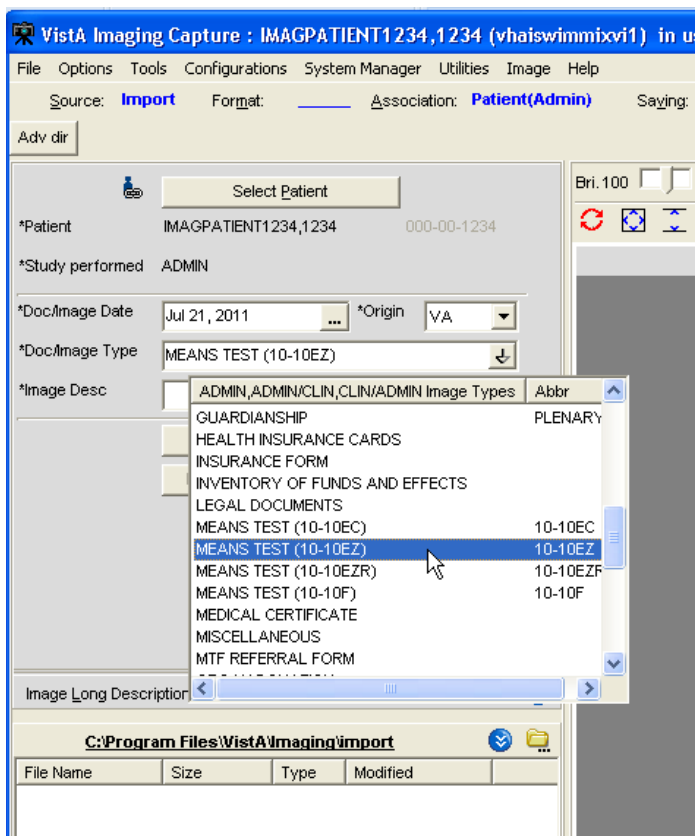 VistA Imaging Capture : IMAGPATIENT1234,1234 (vhaiswimmixvi1) in u
File Options Tools Configurations System Manager Utilities Image Help
Source: Import Format: Association: Patient(Admin) Saving:
Adv dir
Select Patient
Bri. 100
*Patient IMAGPATIENT1234,1234 000-00-1234
*Study performed ADMIN
*Doc/Image Date Jul 21, 2011 ... *Origin VA
*Doc/Image Type MEANS TEST (10-10EZ)
*Image Desc
ADMIN,ADMIN/CLIN,CLIN/ADMIN Image Types Abbr
GUARDIANSHIP PLENARY
HEALTH INSURANCE CARDS
INSURANCE FORM
INVENTORY OF FUNDS AND EFFECTS
LEGAL DOCUMENTS
MEANS TEST (10-10EC) 10-10EC
MEANS TEST (10-10EZ) 10-10EZ
MEANS TEST (10-10EZR) 10-10EZR
MEANS TEST (10-10F) 10-10F
MEDICAL CERTIFICATE
MISCELLANEOUS
MTF REFERRAL FORM
Image Long Description
C:\Program Files\VistA\Imaging\import
File Name Size Type Modified